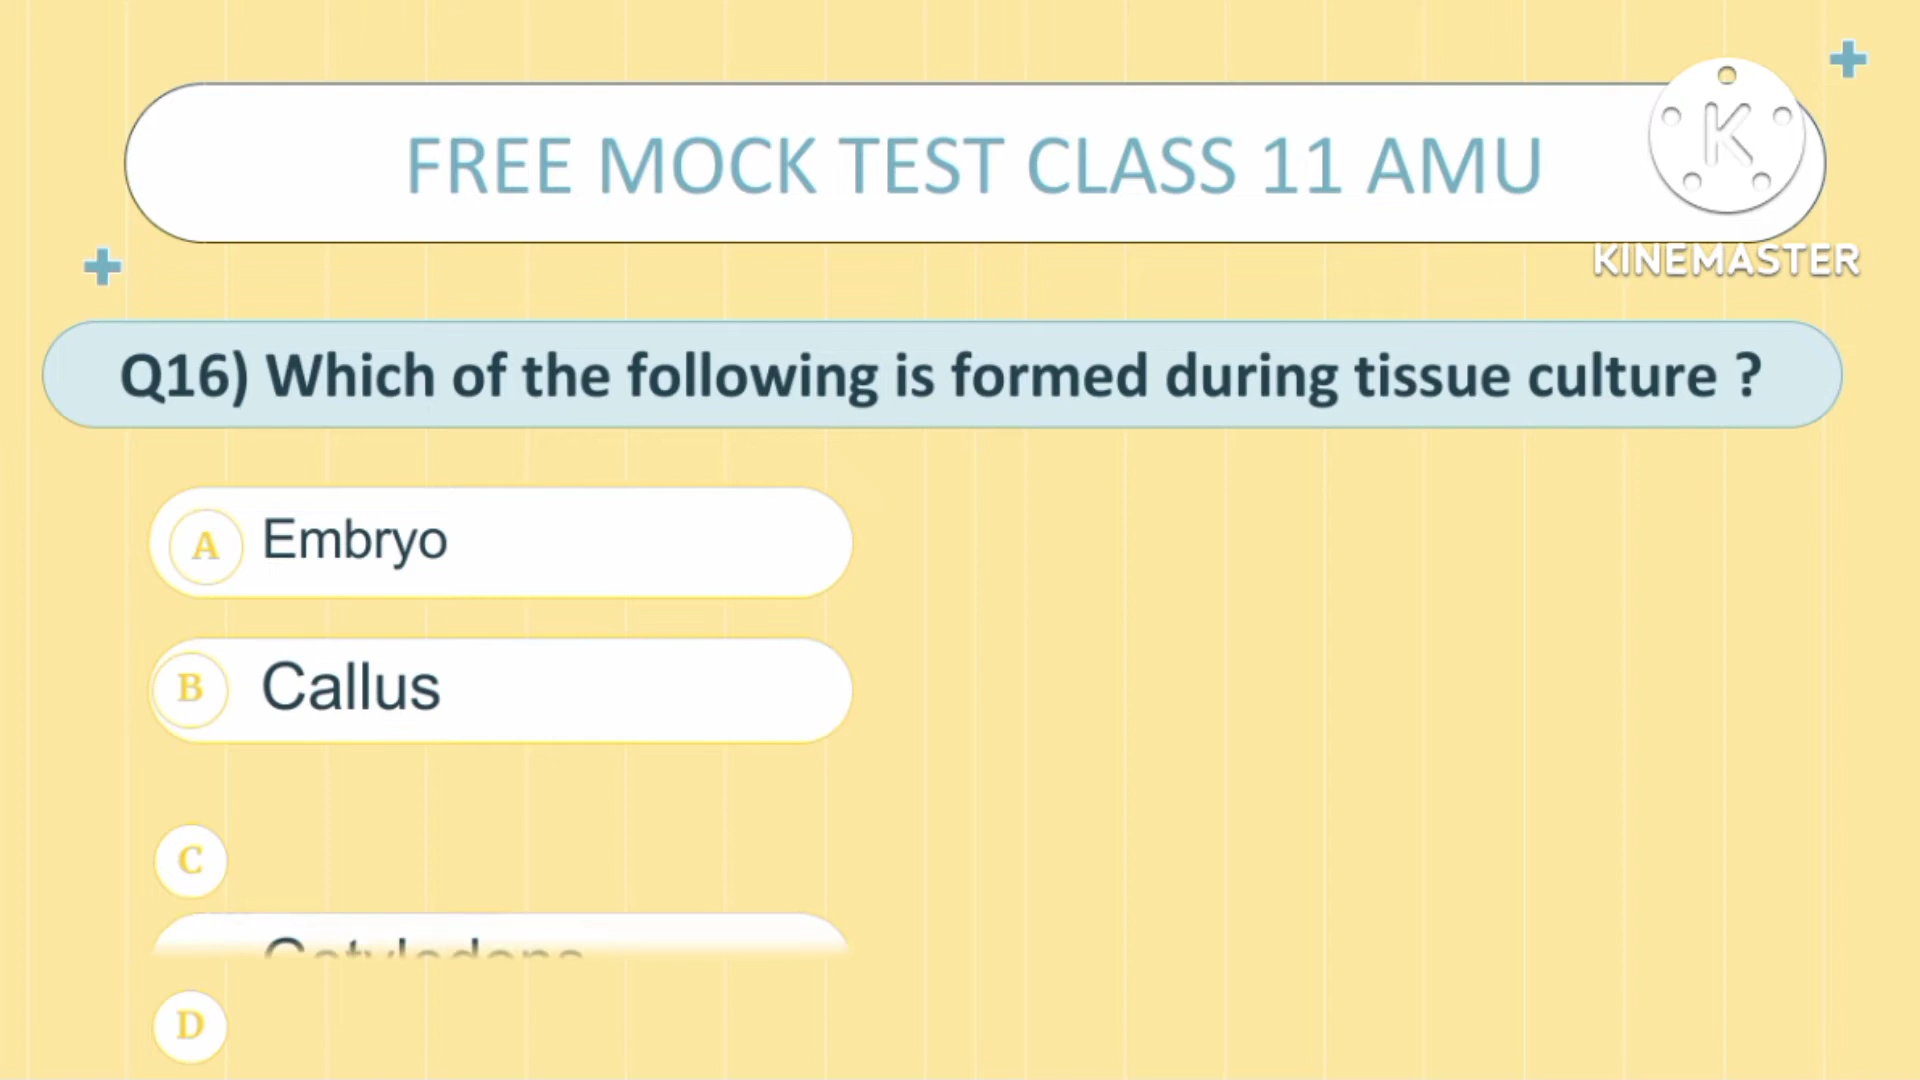 FREE MOCK TEST CLASS 11 AMU
K
KINEMASTER
Q16) Which of the following is formed during tissue culture ?
A Embryo
B Callus
C
D